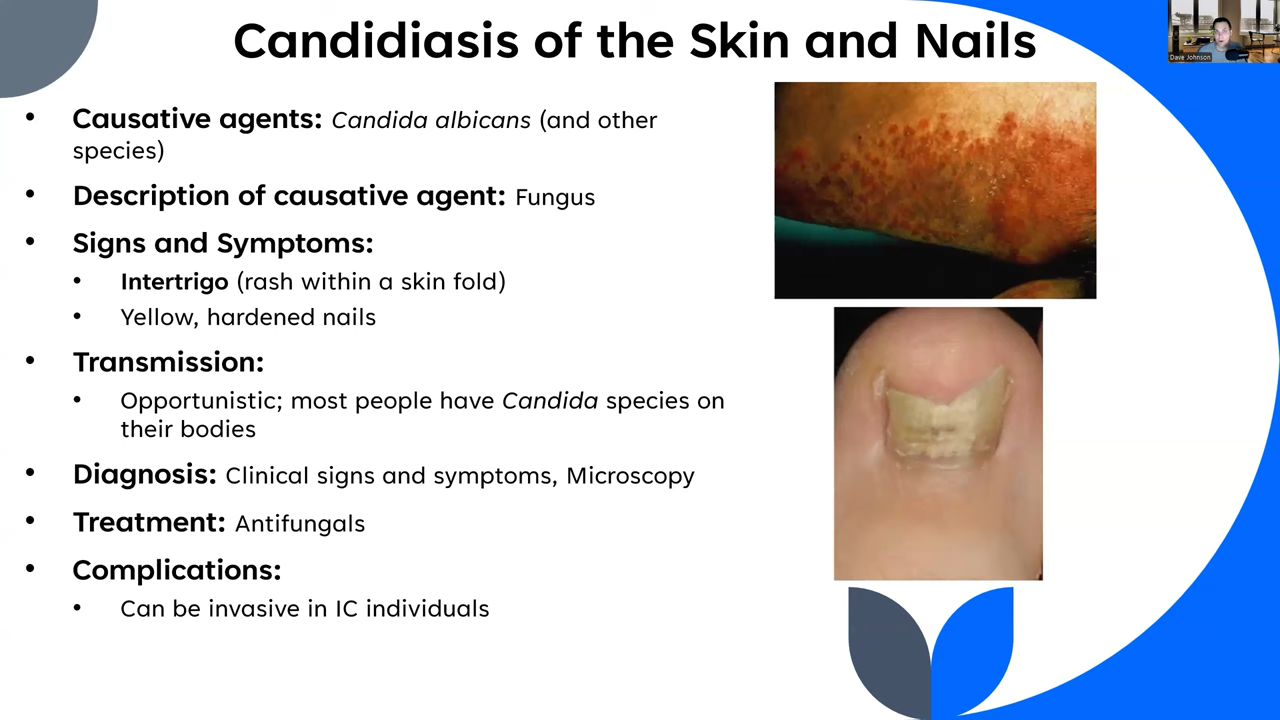 Candidiasis of the Skin and Nails
Dave Johnson
• Causative agents: Candida albicans (and other
species)
• Description of causative agent: Fungus
• Signs and Symptoms:
• Intertrigo (rash within a skin fold)
• Yellow, hardened nails
• Transmission:
• Opportunistic; most people have Candida species on
their bodies
• Diagnosis: Clinical signs and symptoms, Microscopy
• Treatment: Antifungals
• Complications:
• Can be invasive in IC individuals